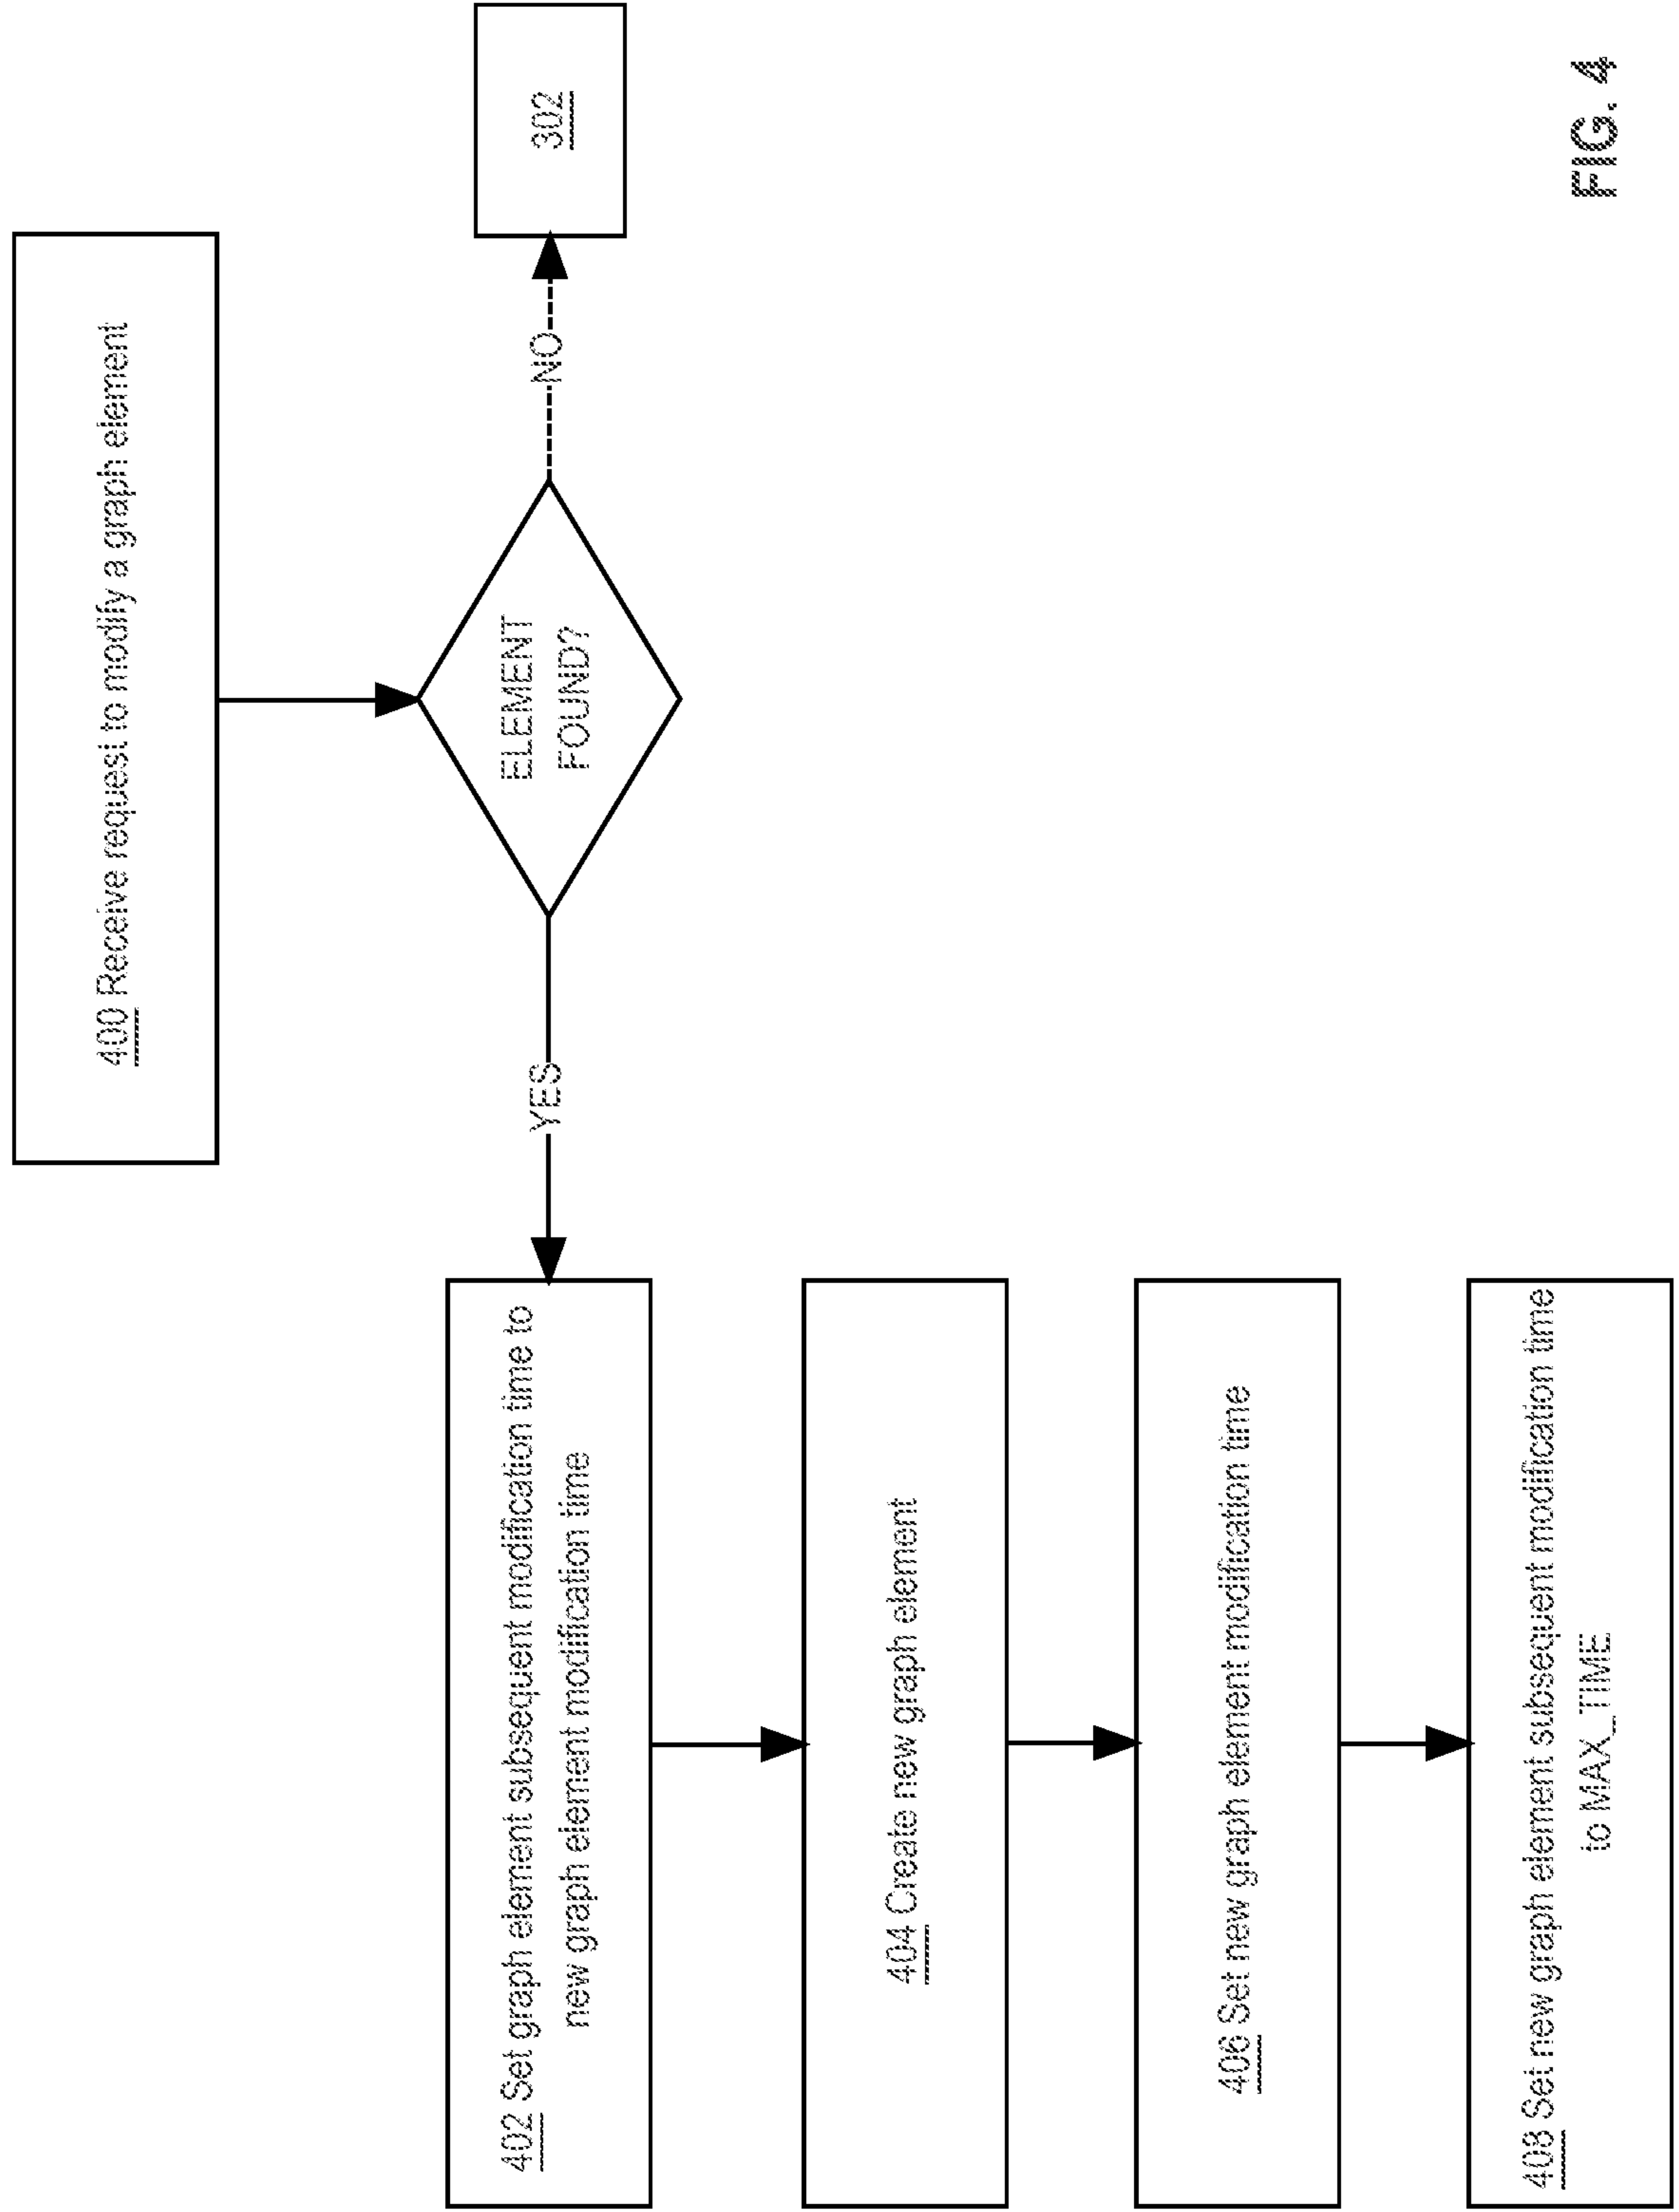 400 Receive request to modify a graph element
ELEMENT
FOUND?
NO
302
YES
402 Set graph element subsequent modification time to
new graph element modification time
404 Create new graph element
406 Set new graph element modification time
408 Set new graph element subsequent modification time
to MAX_TIME
FIG. 4